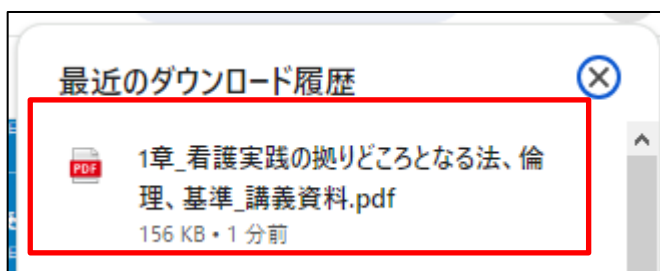 最近のダウンロード履歴
PDF
1章_看護実践の拠りどころとなる法、倫
理、基準_講義資料.pdf
156 KB • 1 分前